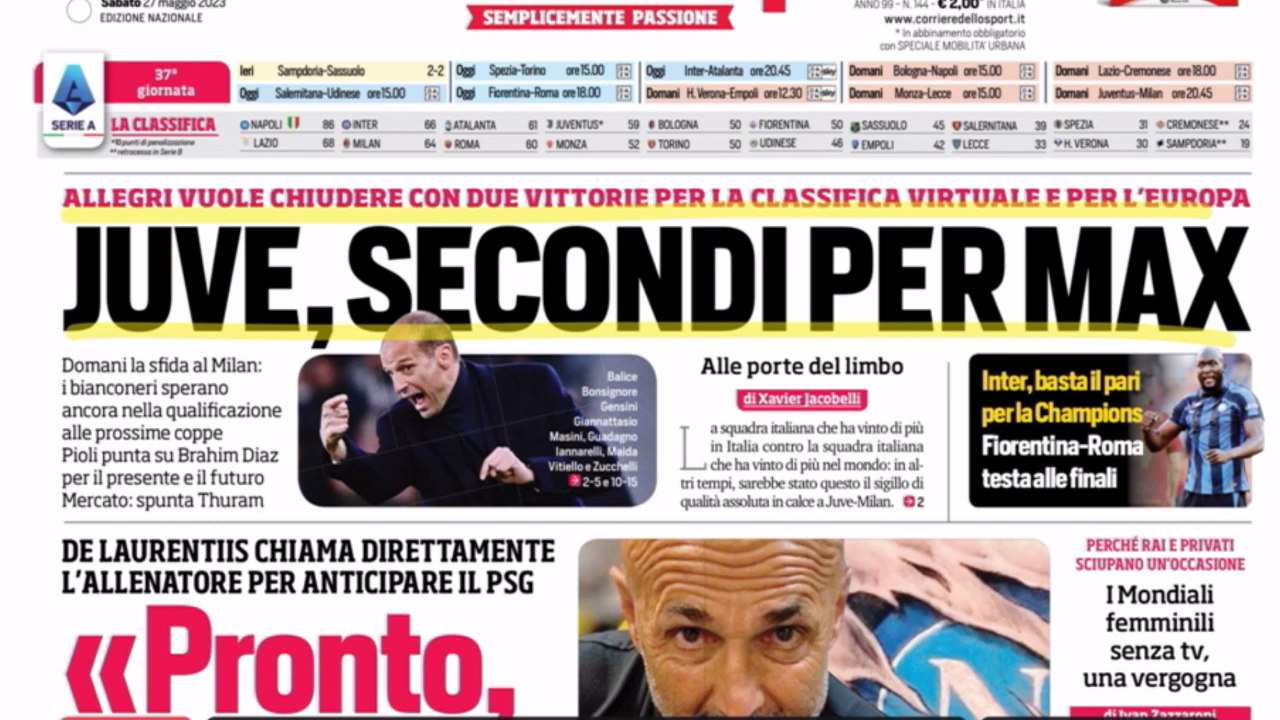 Sabato 27 maggio 2023
EDIZIONE NAZIONALE
SEMPLICEMENTE PASSIONE
ANNO 99 - N. 144 - € 2,00* IN ITALIA
www.corrieredellosport.it
* In abbinamento obbligatorio
con SPECIALE MOBILITA' URBANA
SERIE A
37ª
giornata
Ieri Sampdoria-Sassuolo 2-2
Oggi Salernitana-Udinese ore 15.00
Oggi Spezia-Torino ore 15.00
Oggi Fiorentina-Roma ore 18.00
Oggi Inter-Atalanta ore 20.45 sky
Domani H. Verona-Empoli ore 12.30 sky
Domani Bologna-Napoli ore 15.00
Domani Monza-Lecce ore 15.00
Domani Lazio-Cremonese ore 18.00
Domani Juventus-Milan ore 20.45
LA CLASSIFICA
*10 punti di penalizzazione
**retrocessa in Serie B
NAPOLI 86 INTER 66 ATALANTA 61 JUVENTUS* 59 BOLOGNA 50 FIORENTINA 50 SASSUOLO 45 SALERNITANA 39 SPEZIA 31 CREMONESE** 24
LAZIO 68 MILAN 64 ROMA 60 MONZA 52 TORINO 50 UDINESE 46 EMPOLI 42 LECCE 33 H. VERONA 30 SAMPDORIA** 19
ALLEGRI VUOLE CHIUDERE CON DUE VITTORIE PER LA CLASSIFICA VIRTUALE E PER L'EUROPA
JUVE, SECONDI PER MAX
Domani la sfida al Milan:
i bianconeri sperano
ancora nella qualificazione
alle prossime coppe
Pioli punta su Brahim Diaz
per il presente e il futuro
Mercato: spunta Thuram
Balice
Bonsignore
Gensini
Giannattasio
Masini, Guadagno
Iannarelli, Maida
Vitiello e Zucchelli
2-5 e 10-15
Alle porte del limbo
di Xavier Jacobelli
La squadra italiana che ha vinto di più
in Italia contro la squadra italiana
che ha vinto di più nel mondo: in al-
tri tempi, sarebbe stato questo il sigillo di
qualità assoluta in calce a Juve-Milan. 2
Inter, basta il pari
per la Champions
Fiorentina-Roma
testa alle finali
DE LAURENTIIS CHIAMA DIRETTAMENTE
L'ALLENATORE PER ANTICIPARE IL PSG
«Pronto,
PERCHÉ RAI E PRIVATI
SCIUPANO UN'OCCASIONE
I Mondiali
femminili
senza tv,
una vergogna
di Ivan Zazzaroni